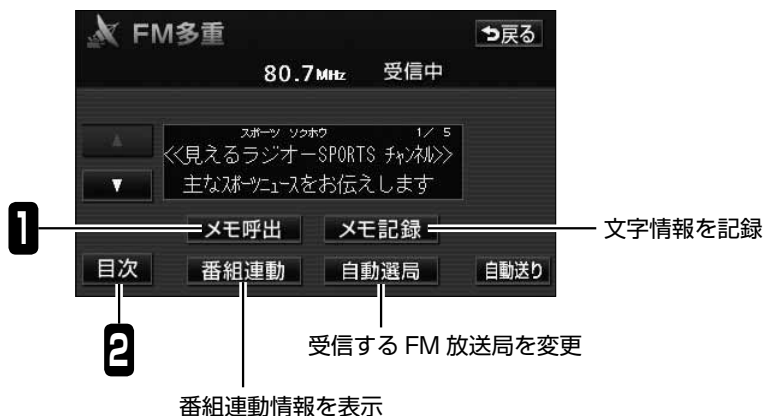 FM多重
戻る
80.7MHz 受信中
スポーツ ソクホウ 1/ 5
<<見えるラジオーSPORTS チャンネル>>
主なスポーツニュースをお伝えします
▲
▼
1
メモ呼出
メモ記録
文字情報を記録
目次
番組連動
自動選局
自動送り
2
受信する FM 放送局を変更
番組連動情報を表示